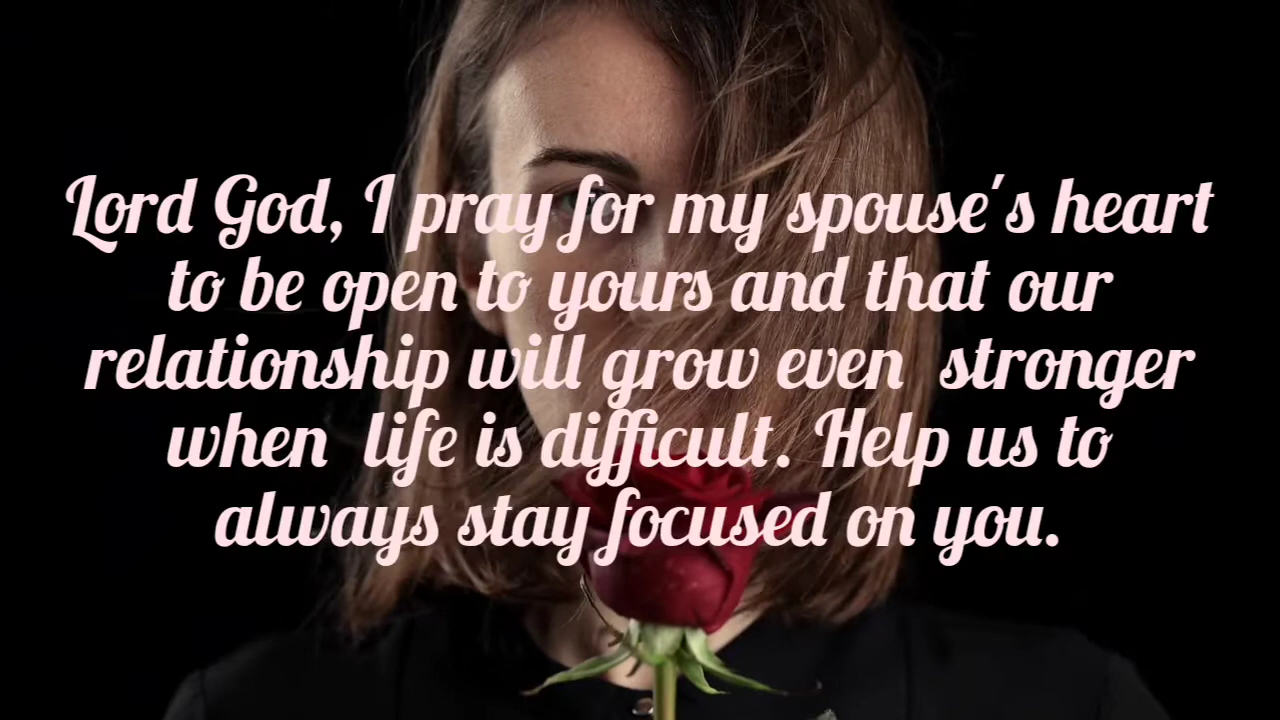 Lord God, I pray for my spouse's heart
to be open to yours and that our
relationship will grow even  stronger
when  life is difficult. Help us to
always stay focused on you.